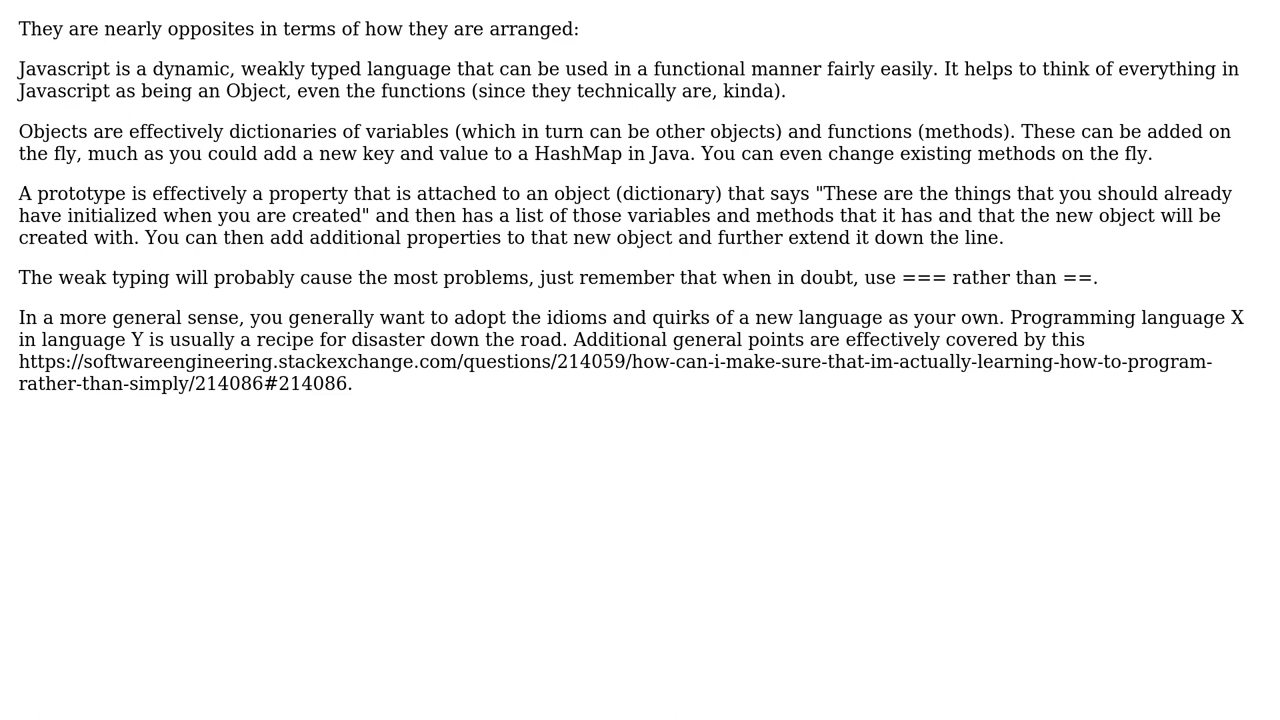 They are nearly opposites in terms of how they are arranged:
Javascript is a dynamic, weakly typed language that can be used in a functional manner fairly easily. It helps to think of everything in
Javascript as being an Object, even the functions (since they technically are, kinda).
Objects are effectively dictionaries of variables (which in turn can be other objects) and functions (methods). These can be added on
the fly, much as you could add a new key and value to a HashMap in Java. You can even change existing methods on the fly.
A prototype is effectively a property that is attached to an object (dictionary) that says "These are the things that you should already
have initialized when you are created" and then has a list of those variables and methods that it has and that the new object will be
created with. You can then add additional properties to that new object and further extend it down the line.
The weak typing will probably cause the most problems, just remember that when in doubt, use === rather than ==.
In a more general sense, you generally want to adopt the idioms and quirks of a new language as your own. Programming language X
in language Y is usually a recipe for disaster down the road. Additional general points are effectively covered by this
https://softwareengineering.stackexchange.com/questions/214059/how-can-i-make-sure-that-im-actually-learning-how-to-program-
rather-than-simply/214086#214086.